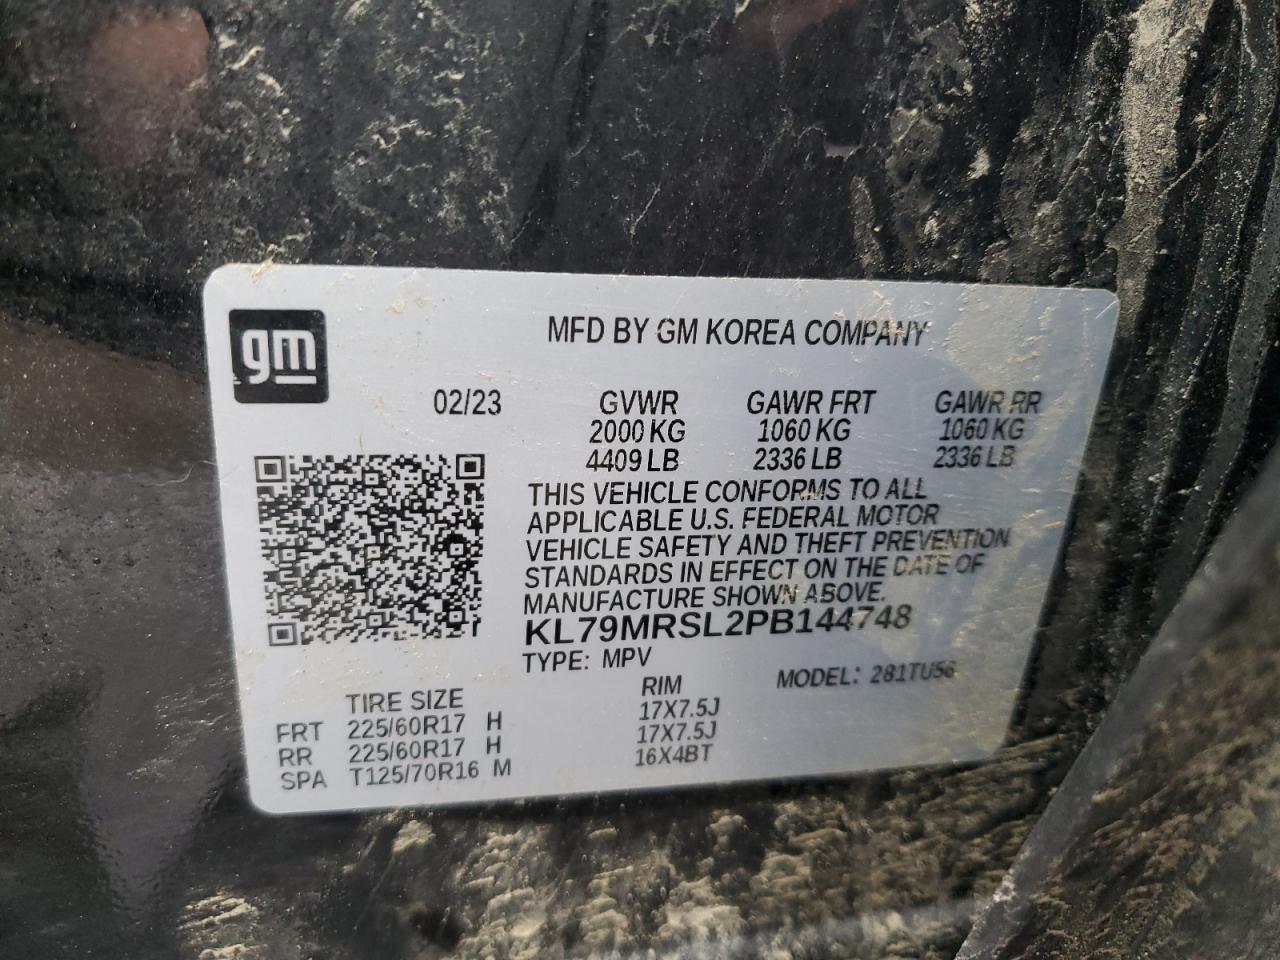 gm
MFD BY GM KOREA COMPANY
02/23 GVWR GAWR FRT GAWR RR
2000 KG 1060 KG 1060 KG
4409 LB 2336 LB 2336 LB
THIS VEHICLE CONFORMS TO ALL
APPLICABLE U.S. FEDERAL MOTOR
VEHICLE SAFETY AND THEFT PREVENTION
STANDARDS IN EFFECT ON THE DATE OF
MANUFACTURE SHOWN ABOVE.
KL79MRSL2PB144748
TYPE: MPV MODEL: 281TU56
TIRE SIZE RIM
FRT 225/60R17 H 17X7.5J
RR 225/60R17 H 17X7.5J
SPA T125/70R16 M 16X4BT